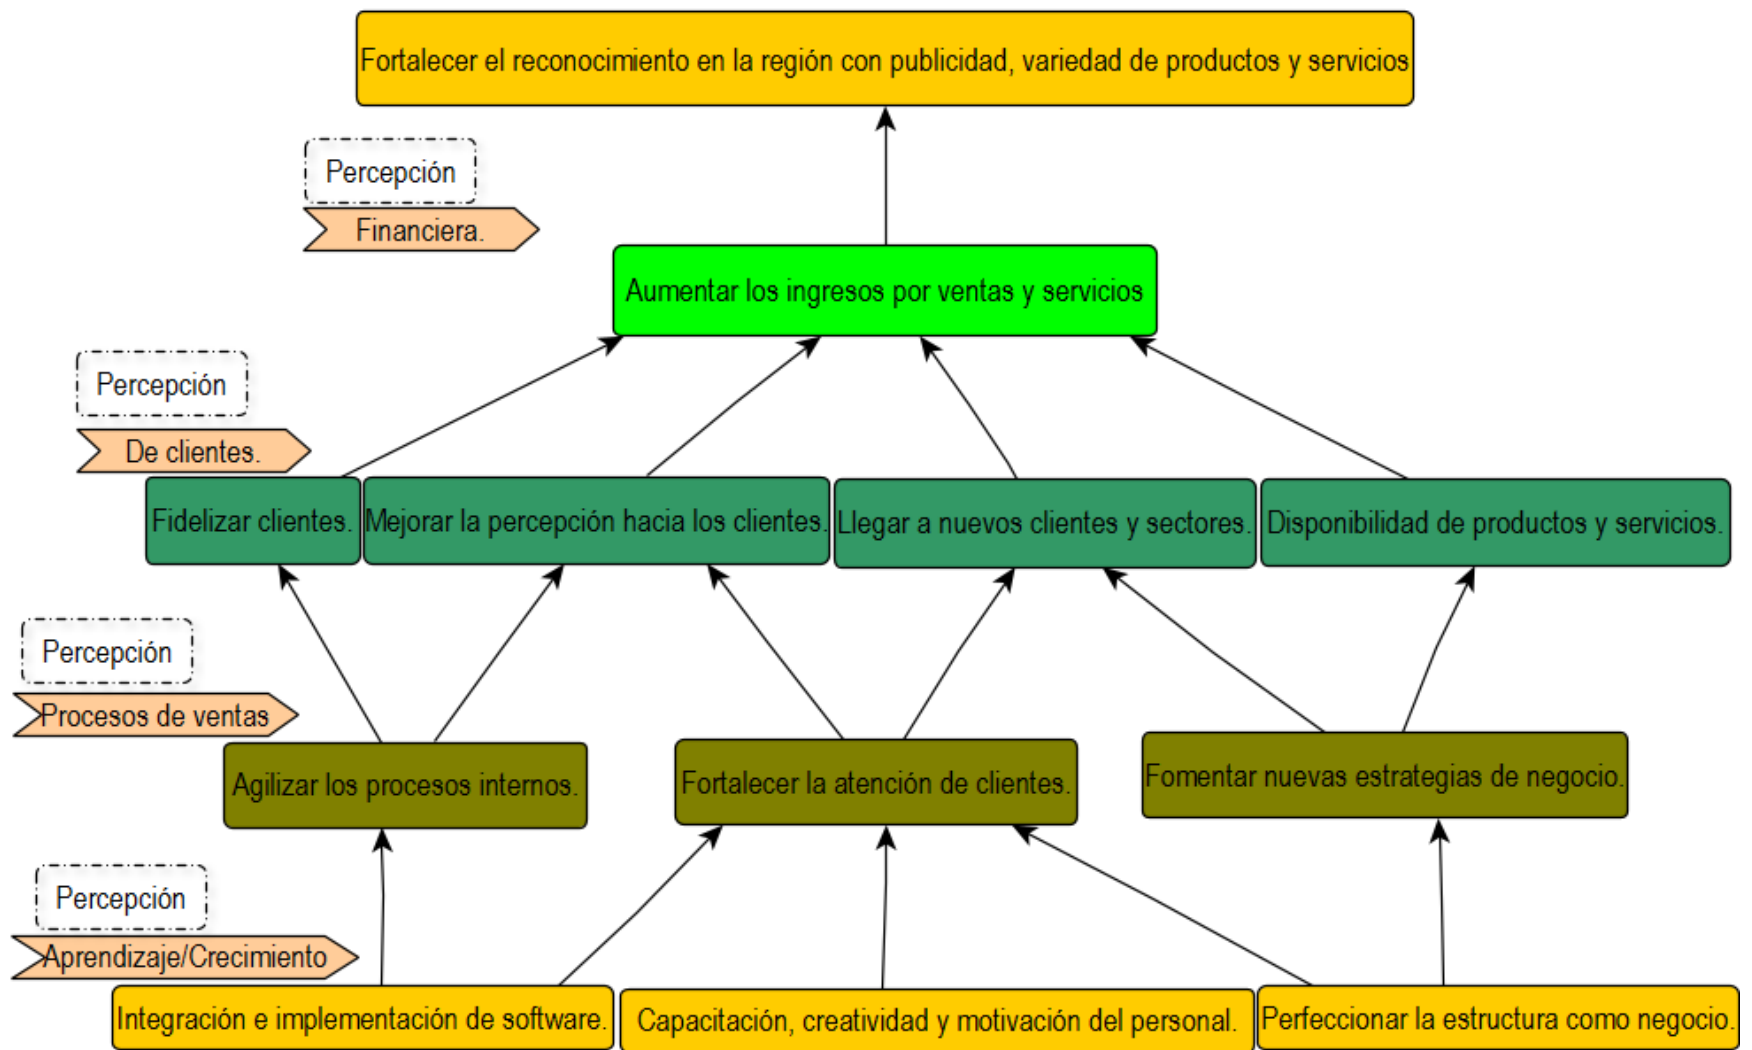 Fortalecer el reconocimiento en la región con publicidad, variedad de productos y servicios
Percepción
Financiera.
Aumentar los ingresos por ventas y servicios
Percepción
De clientes.
Fidelizar clientes.
Mejorar la percepción hacia los clientes.
Llegar a nuevos clientes y sectores.
Disponibilidad de productos y servicios.
Percepción
Procesos de ventas
Agilizar los procesos internos.
Fortalecer la atención de clientes.
Fomentar nuevas estrategias de negocio.
Percepción
Aprendizaje/Crecimiento
Integración e implementación de software.
Capacitación, creatividad y motivación del personal.
Perfeccionar la estructura como negocio.